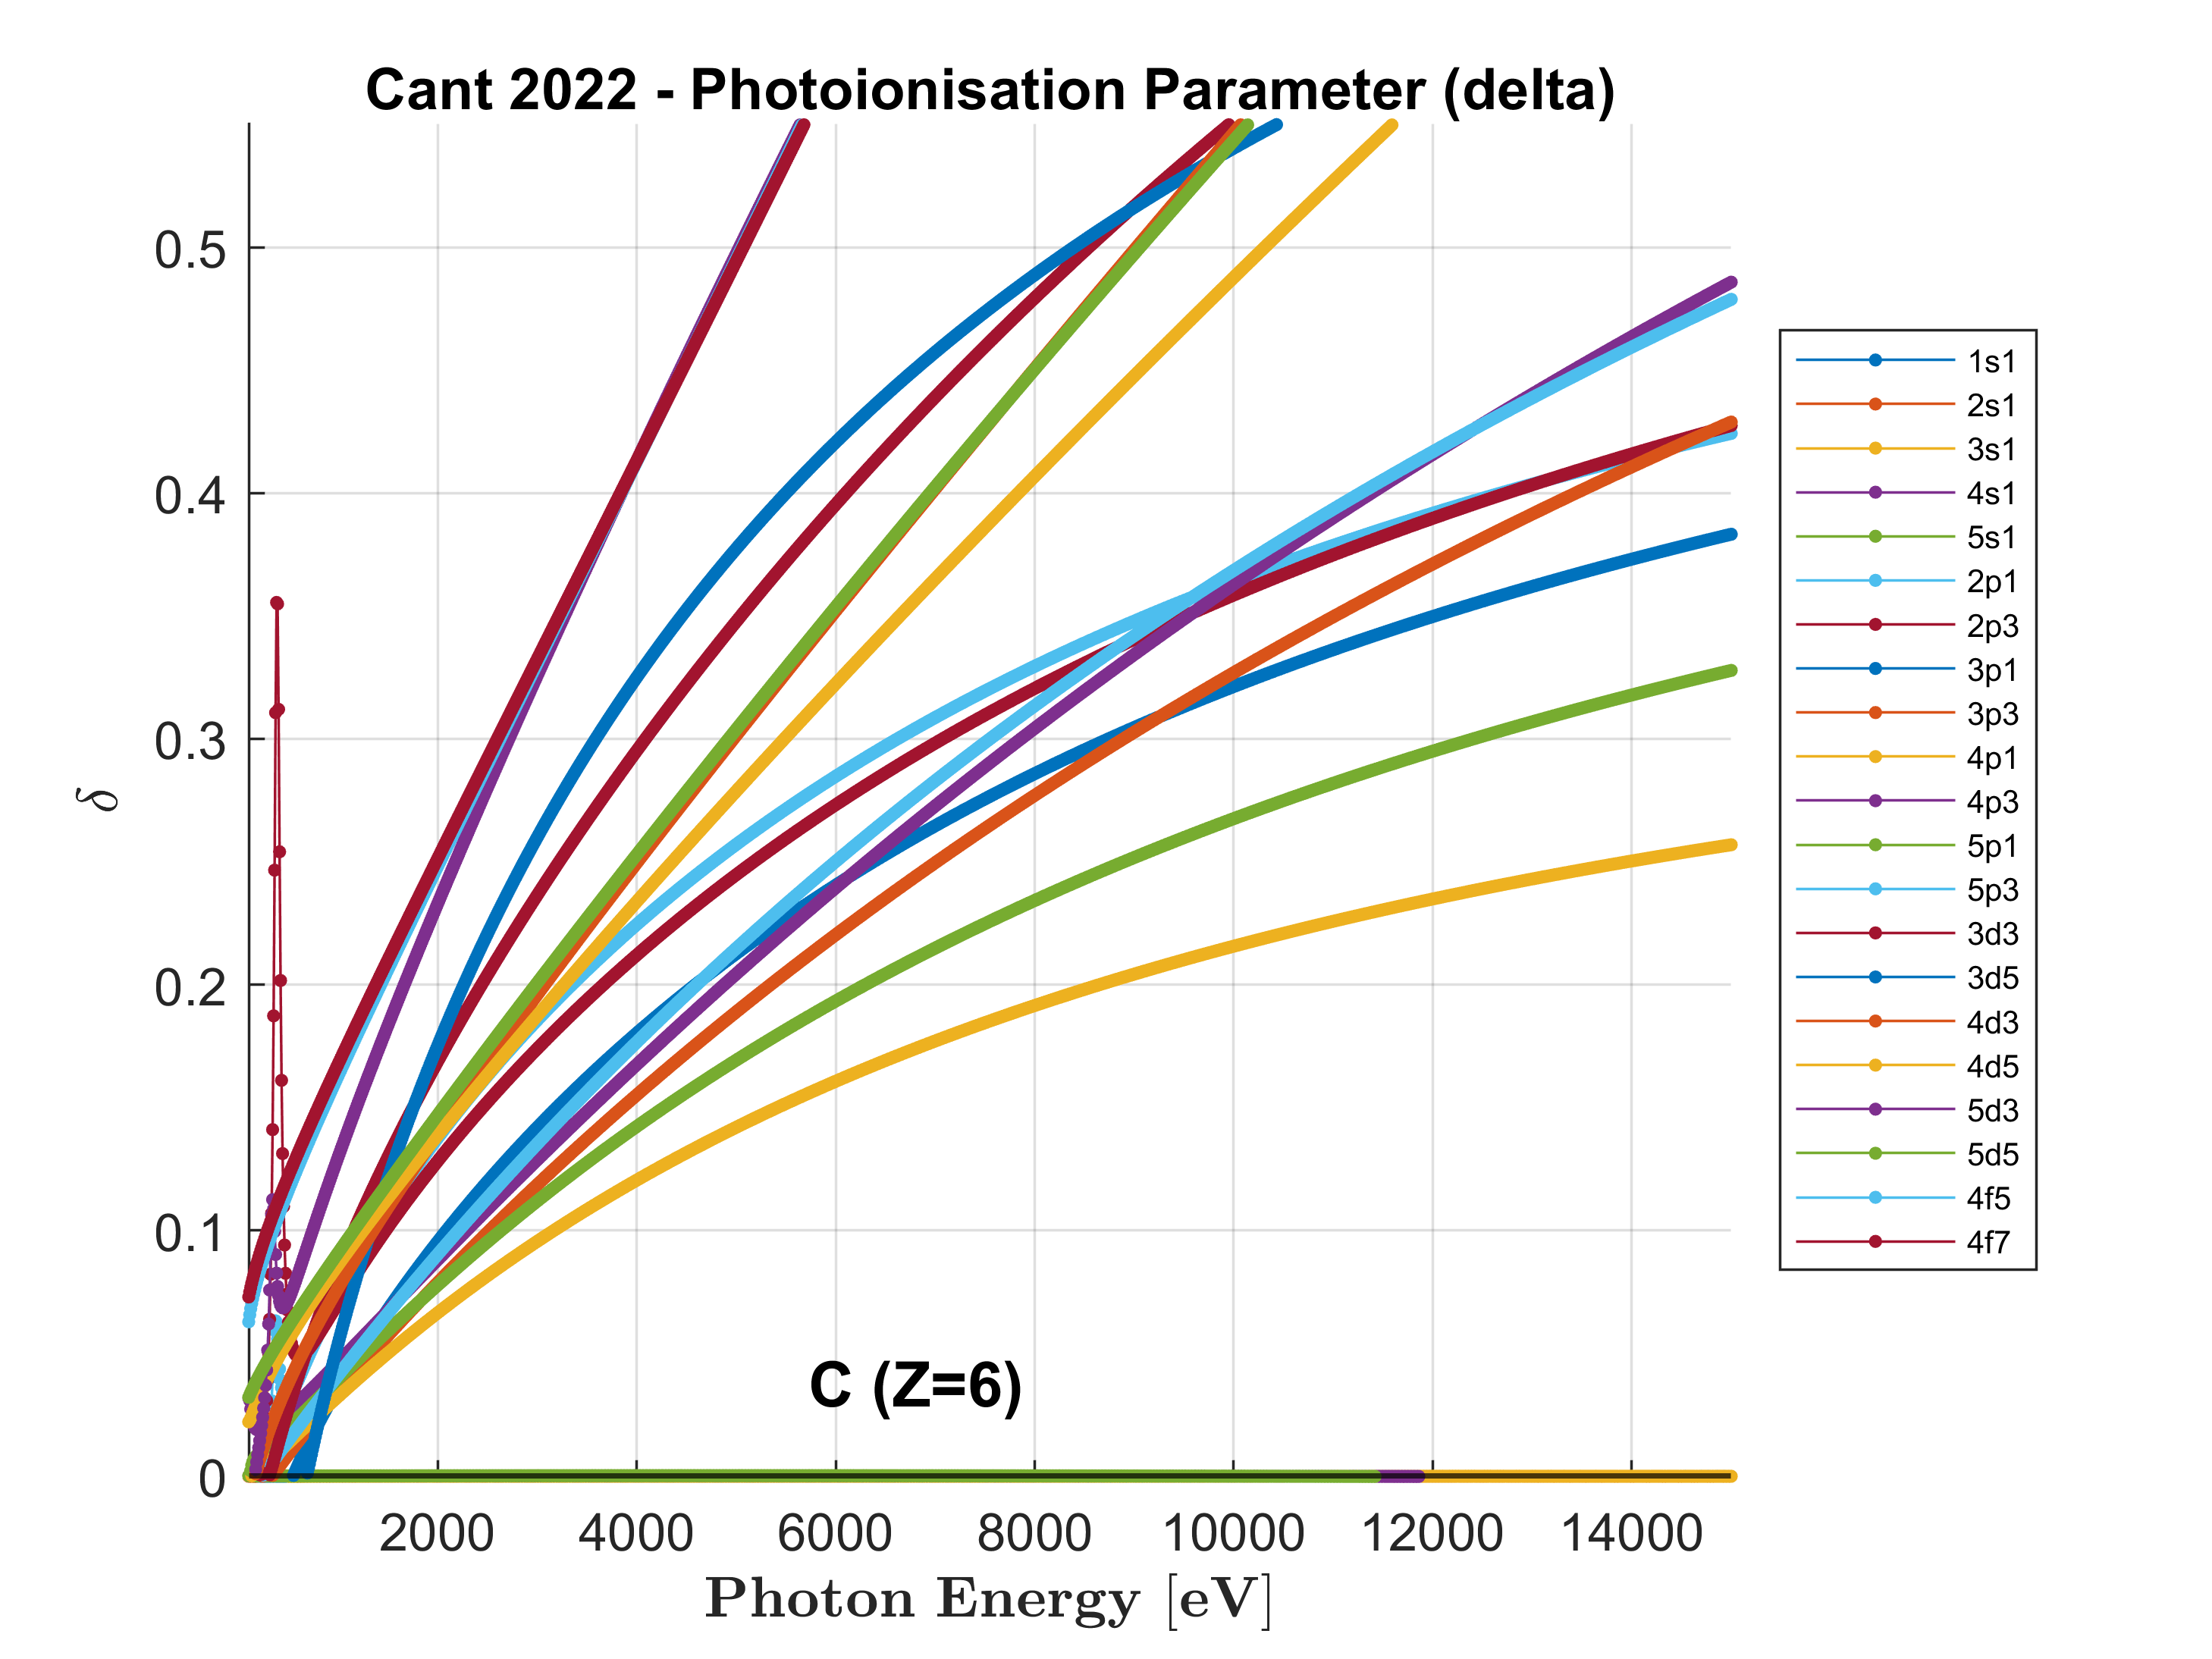 Cant 2022 - Photoionisation Parameter (delta)
0.5
0.4
0.3
0.2
0.1
0
δ
2000 4000 6000 8000 10000 12000 14000
Photon Energy [eV]
C (Z=6)
1s1
2s1
3s1
4s1
5s1
2p1
2p3
3p1
3p3
4p1
4p3
5p1
5p3
3d3
3d5
4d3
4d5
5d3
5d5
4f5
4f7